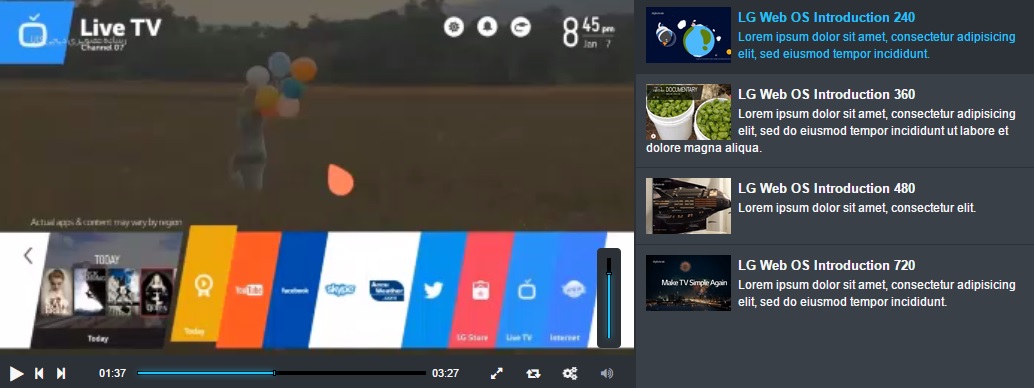 Live TV
Channel 07
8 45 pm
Jan 7
Actual apps & content may vary by region
TODAY
Today
Today
YouTube
facebook
skype
Accu
Weather
.com
LG Store
Live TV
Internet
01:37
03:27
LG Web OS Introduction 240
Lorem ipsum dolor sit amet, consectetur adipisicing
elit, sed do eiusmod tempor incididunt.
DOCUMENTARY
LG Web OS Introduction 360
Lorem ipsum dolor sit amet, consectetur adipisicing
elit, sed do eiusmod tempor incididunt ut labore et
dolore magna aliqua.
LG Web OS Introduction 480
Lorem ipsum dolor sit amet, consectetur elit.
Make TV Simple Again
LG Web OS Introduction 720
Lorem ipsum dolor sit amet, consectetur adipisicing
elit, sed do eiusmod tempor incididunt.